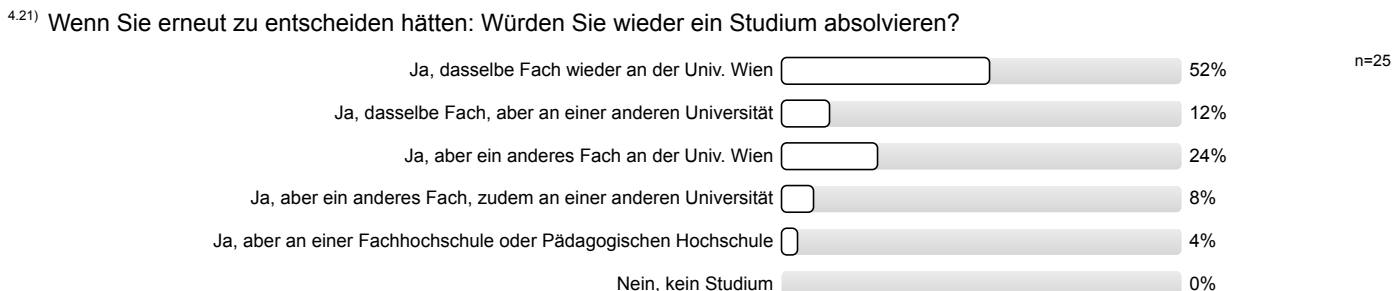 4.21) Wenn Sie erneut zu entscheiden hätten: Würden Sie wieder ein Studium absolvieren?
Ja, dasselbe Fach wieder an der Univ. Wien 52% n=25
Ja, dasselbe Fach, aber an einer anderen Universität 12%
Ja, aber ein anderes Fach an der Univ. Wien 24%
Ja, aber ein anderes Fach, zudem an einer anderen Universität 8%
Ja, aber an einer Fachhochschule oder Pädagogischen Hochschule 4%
Nein, kein Studium 0%